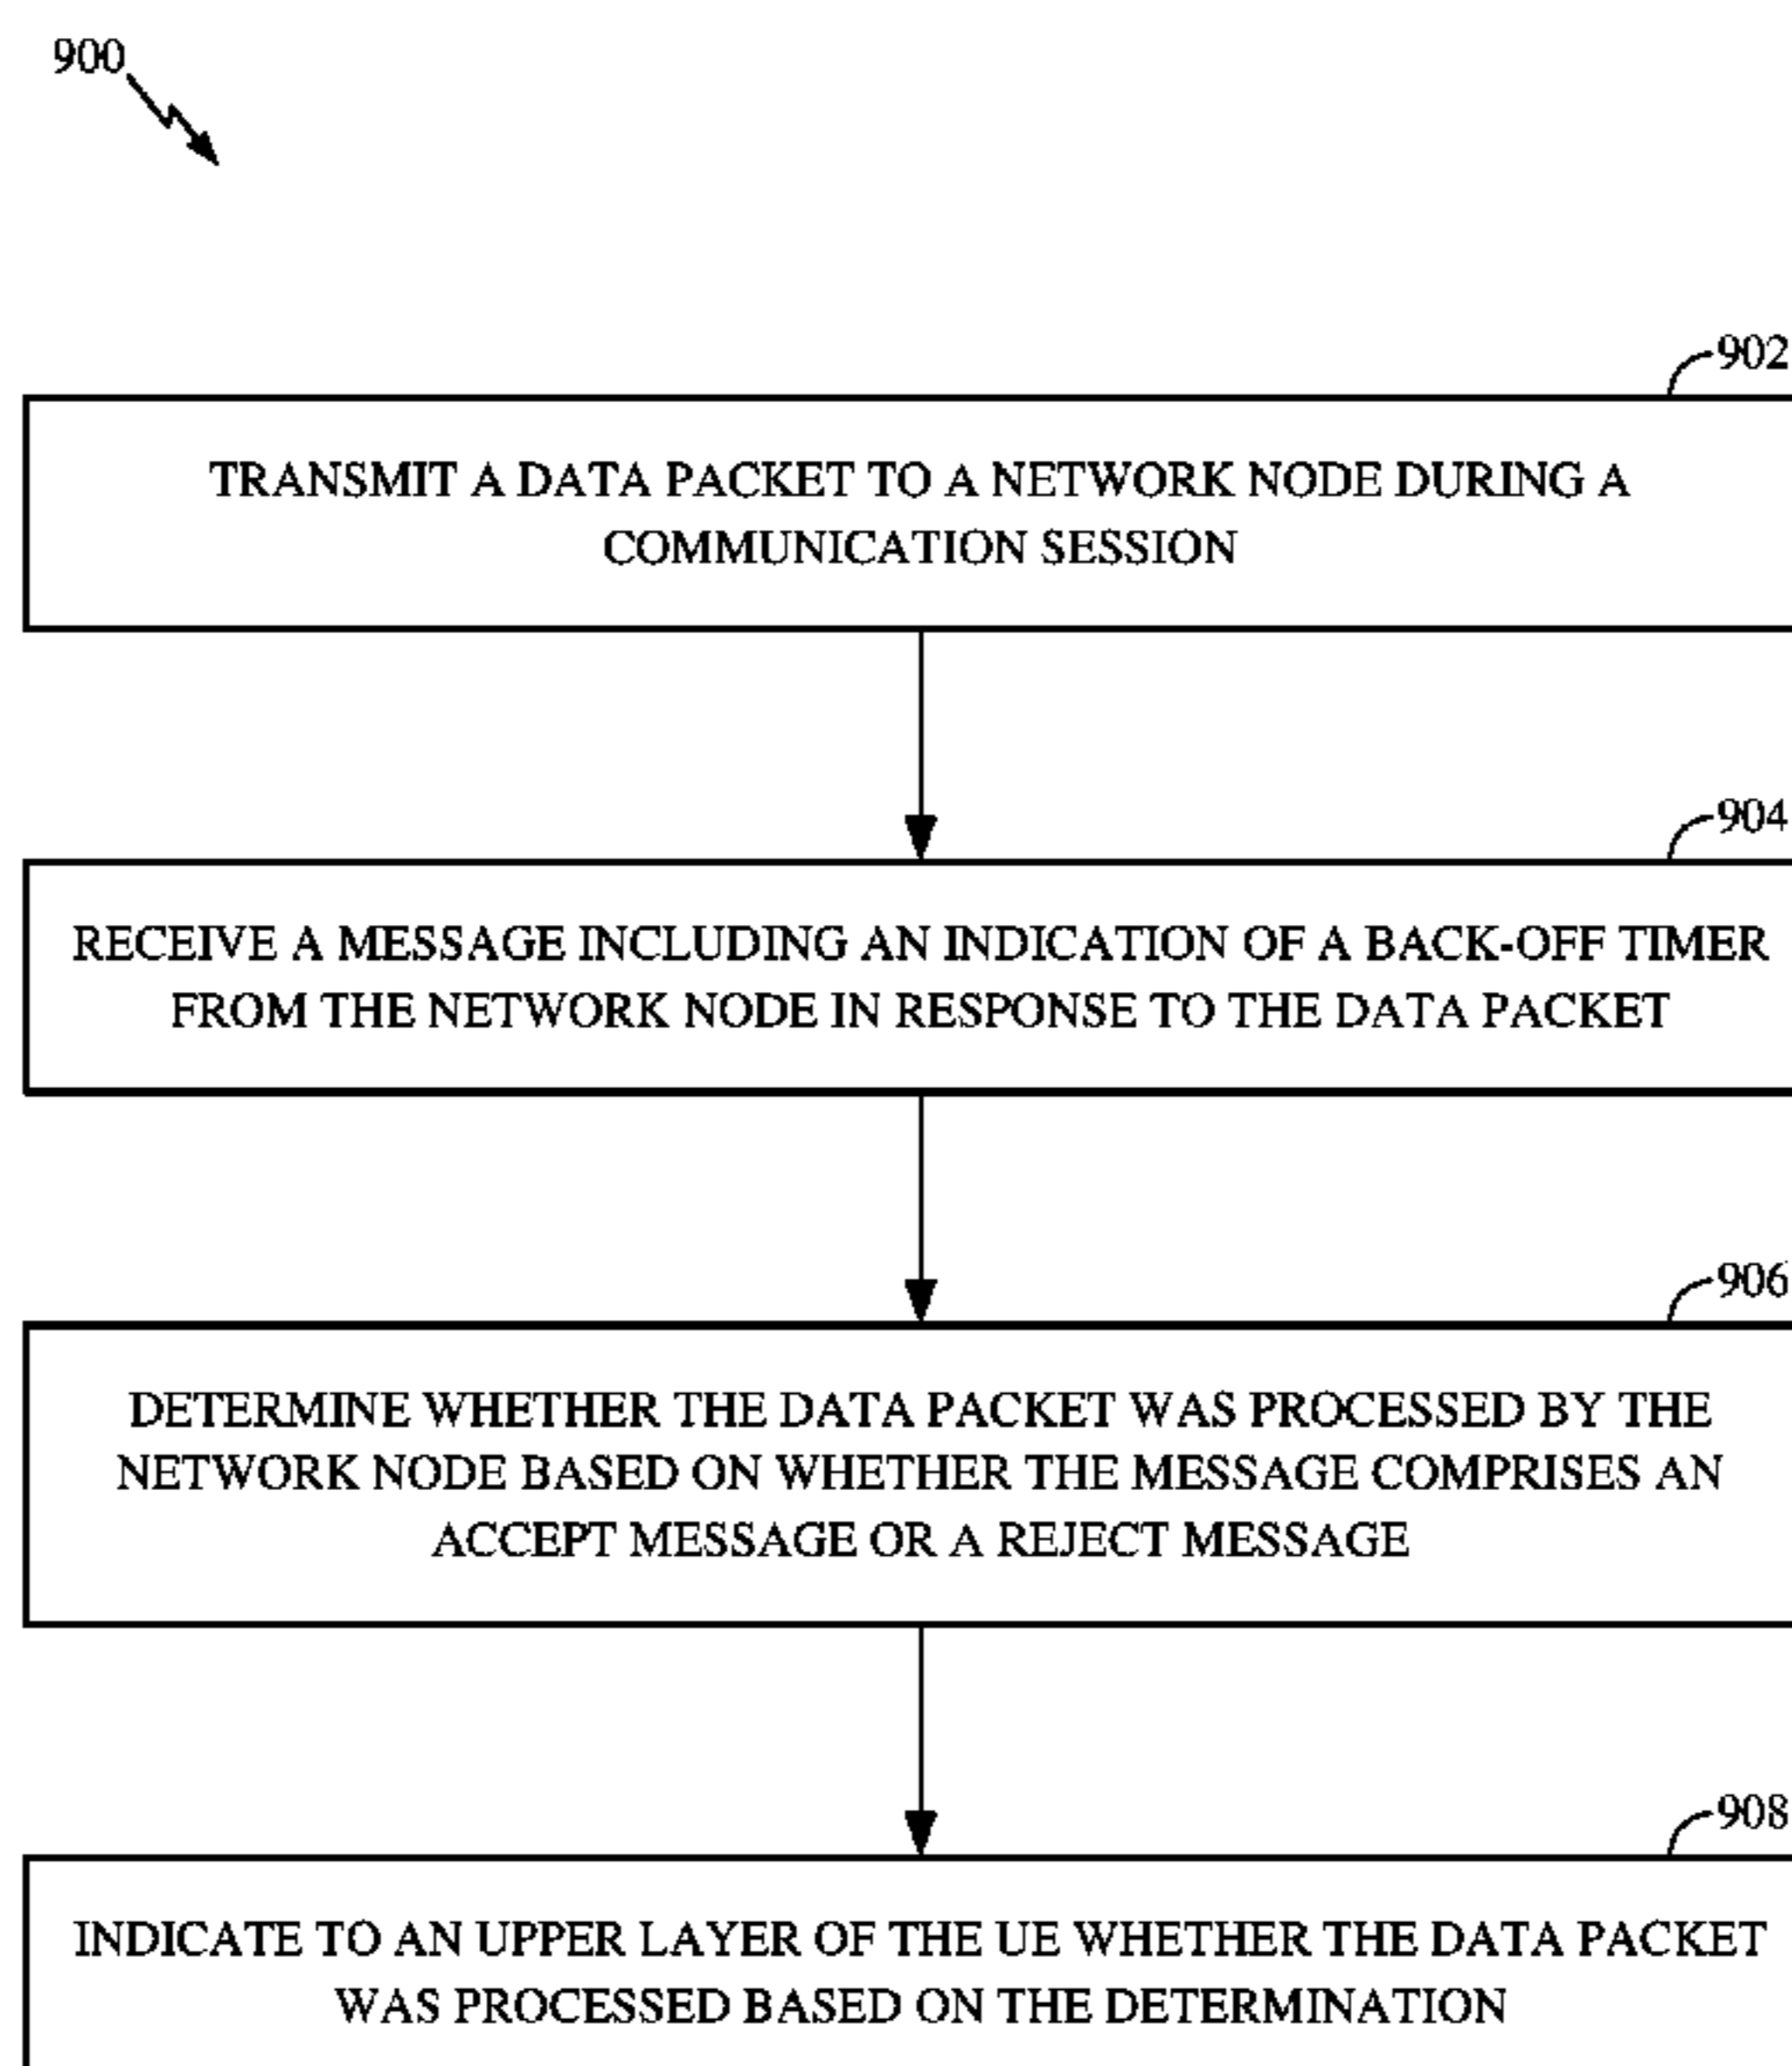 900
902
TRANSMIT A DATA PACKET TO A NETWORK NODE DURING A
COMMUNICATION SESSION
904
RECEIVE A MESSAGE INCLUDING AN INDICATION OF A BACK-OFF TIMER
FROM THE NETWORK NODE IN RESPONSE TO THE DATA PACKET
906
DETERMINE WHETHER THE DATA PACKET WAS PROCESSED BY THE
NETWORK NODE BASED ON WHETHER THE MESSAGE COMPRISES AN
ACCEPT MESSAGE OR A REJECT MESSAGE
908
INDICATE TO AN UPPER LAYER OF THE UE WHETHER THE DATA PACKET
WAS PROCESSED BASED ON THE DETERMINATION